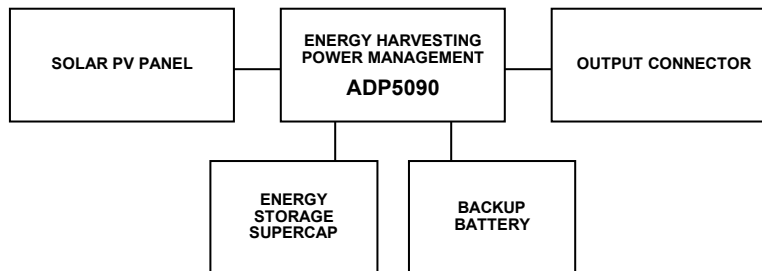 SOLAR PV PANEL
ENERGY HARVESTING
POWER MANAGEMENT
ADP5090
OUTPUT CONNECTOR
ENERGY
STORAGE
SUPERCAP
BACKUP
BATTERY